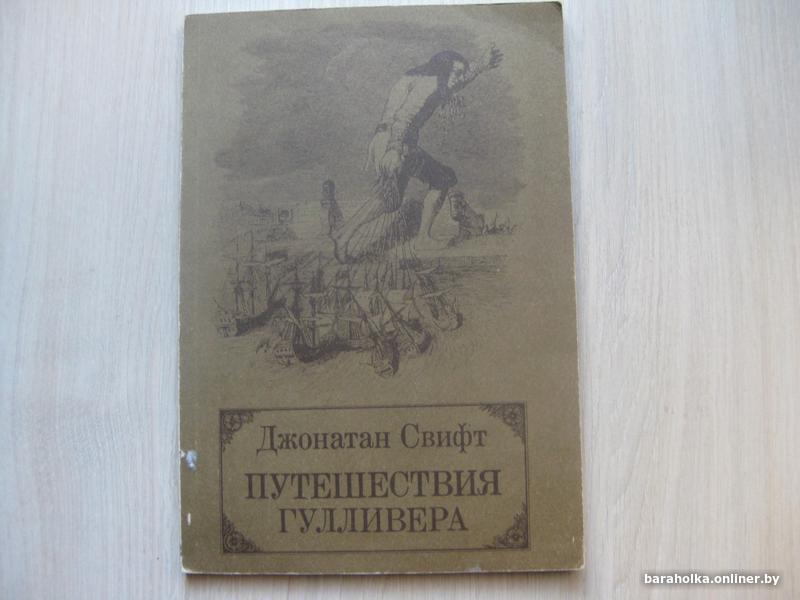 Джонатан Свифт
ПУТЕШЕСТВИЯ
ГУЛЛИВЕРА
baraholka.onliner.by